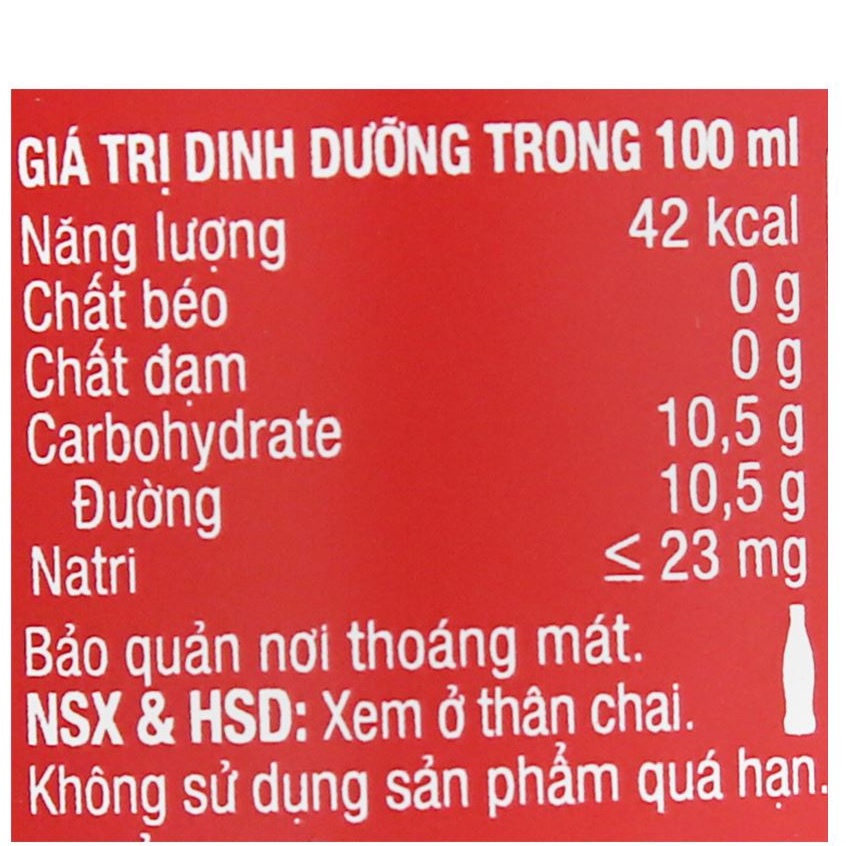 GIÁ TRỊ DINH DƯỠNG TRONG 100 ml
Năng lượng 42 kcal
Chất béo 0 g
Chất đạm 0 g
Carbohydrate 10,5 g
Đường 10,5 g
Natri ≤ 23 mg
Bảo quản nơi thoáng mát.
NSX & HSD: Xem ở thân chai.
Không sử dụng sản phẩm quá hạn.